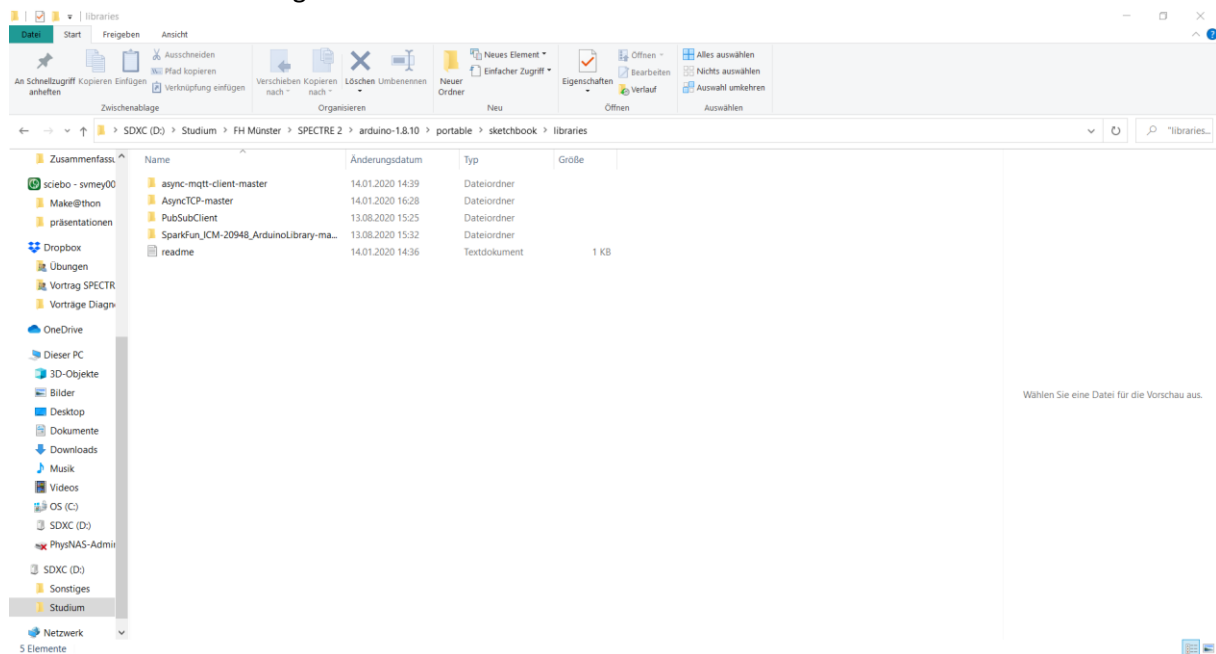 libraries
Datei Start Freigeben Ansicht
An Schnellzugriff anheften
Kopieren
Einfügen
Ausschneiden
Pfad kopieren
Verknüpfung einfügen
Zwischenablage
Verschieben nach
Kopieren nach
Löschen
Umbenennen
Organisieren
Neuer Ordner
Neues Element
Einfacher Zugriff
Neu
Eigenschaften
Öffnen
Bearbeiten
Verlauf
Öffnen
Alles auswählen
Nichts auswählen
Auswahl umkehren
Auswählen
SDXC (D:) > Studium > FH Münster > SPECTRE 2 > arduino-1.8.10 > portable > sketchbook > libraries
"libraries...
Zusammenfassu
sciebo - svmey00
Make@thon
präsentationen
Dropbox
Übungen
Vortrag SPECTR
Vorträge Diagn
OneDrive
Dieser PC
3D-Objekte
Bilder
Desktop
Dokumente
Downloads
Musik
Videos
OS (C:)
SDXC (D:)
PhysNAS-Admi
SDXC (D:)
Sonstiges
Studium
Netzwerk
Name Änderungsdatum Typ Größe
async-mqtt-client-master 14.01.2020 14:39 Dateiordner
AsyncTCP-master 14.01.2020 16:28 Dateiordner
PubSubClient 13.08.2020 15:25 Dateiordner
SparkFun_ICM-20948_ArduinoLibrary-ma... 13.08.2020 15:32 Dateiordner
readme 14.01.2020 14:36 Textdokument 1 KB
Wählen Sie eine Datei für die Vorschau aus.
5 Elemente